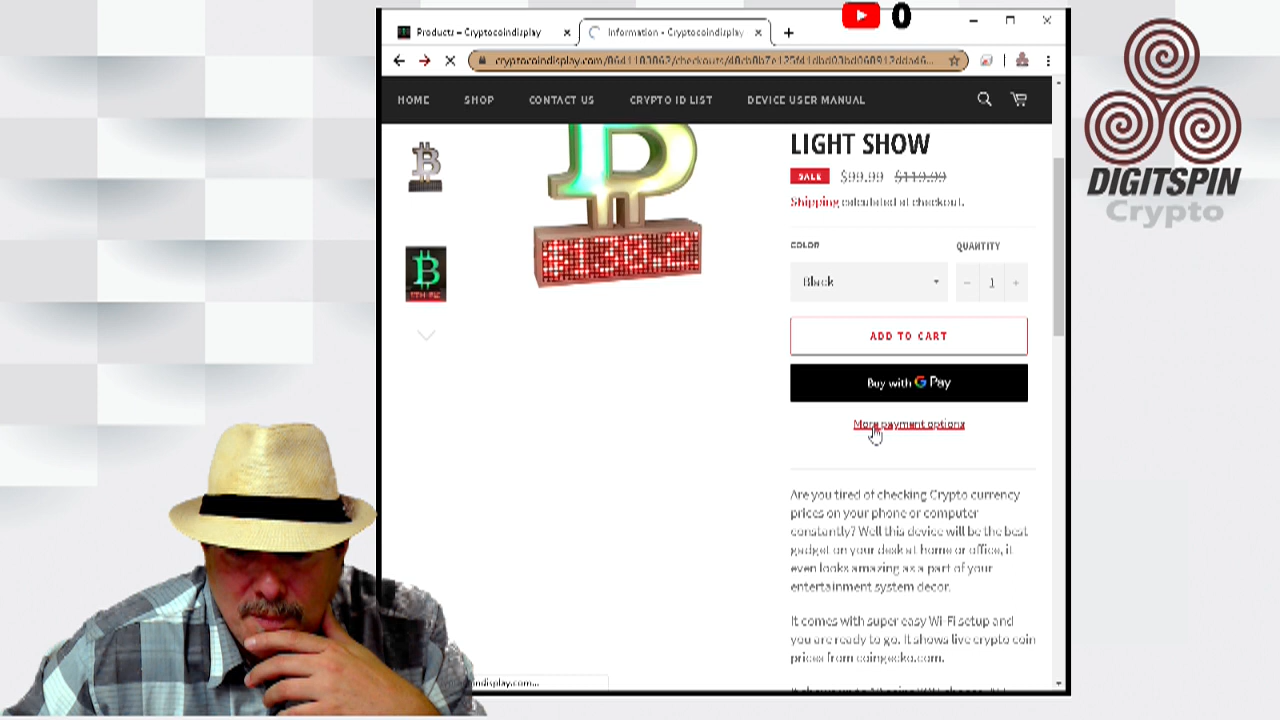 0
Products – Cryptocoindisplay
Information - Cryptocoindisplay
HOME
SHOP
CONTACT US
CRYPTO ID LIST
DEVICE USER MANUAL
LIGHT SHOW
SALE $99.99 $119.99
Shipping calculated at checkout.
COLOR
QUANTITY
Black
1
ADD TO CART
Buy with G Pay
More payment options
Are you tired of checking Crypto currency
prices on your phone or computer
constantly? Well this device will be the best
gadget on your desk at home or office, it
even looks amazing as a part of your
entertainment system decor.
It comes with super easy Wi-Fi setup and
you are ready to go. It shows live crypto coin
prices from coingecko.com.
DIGITSPIN
Crypto